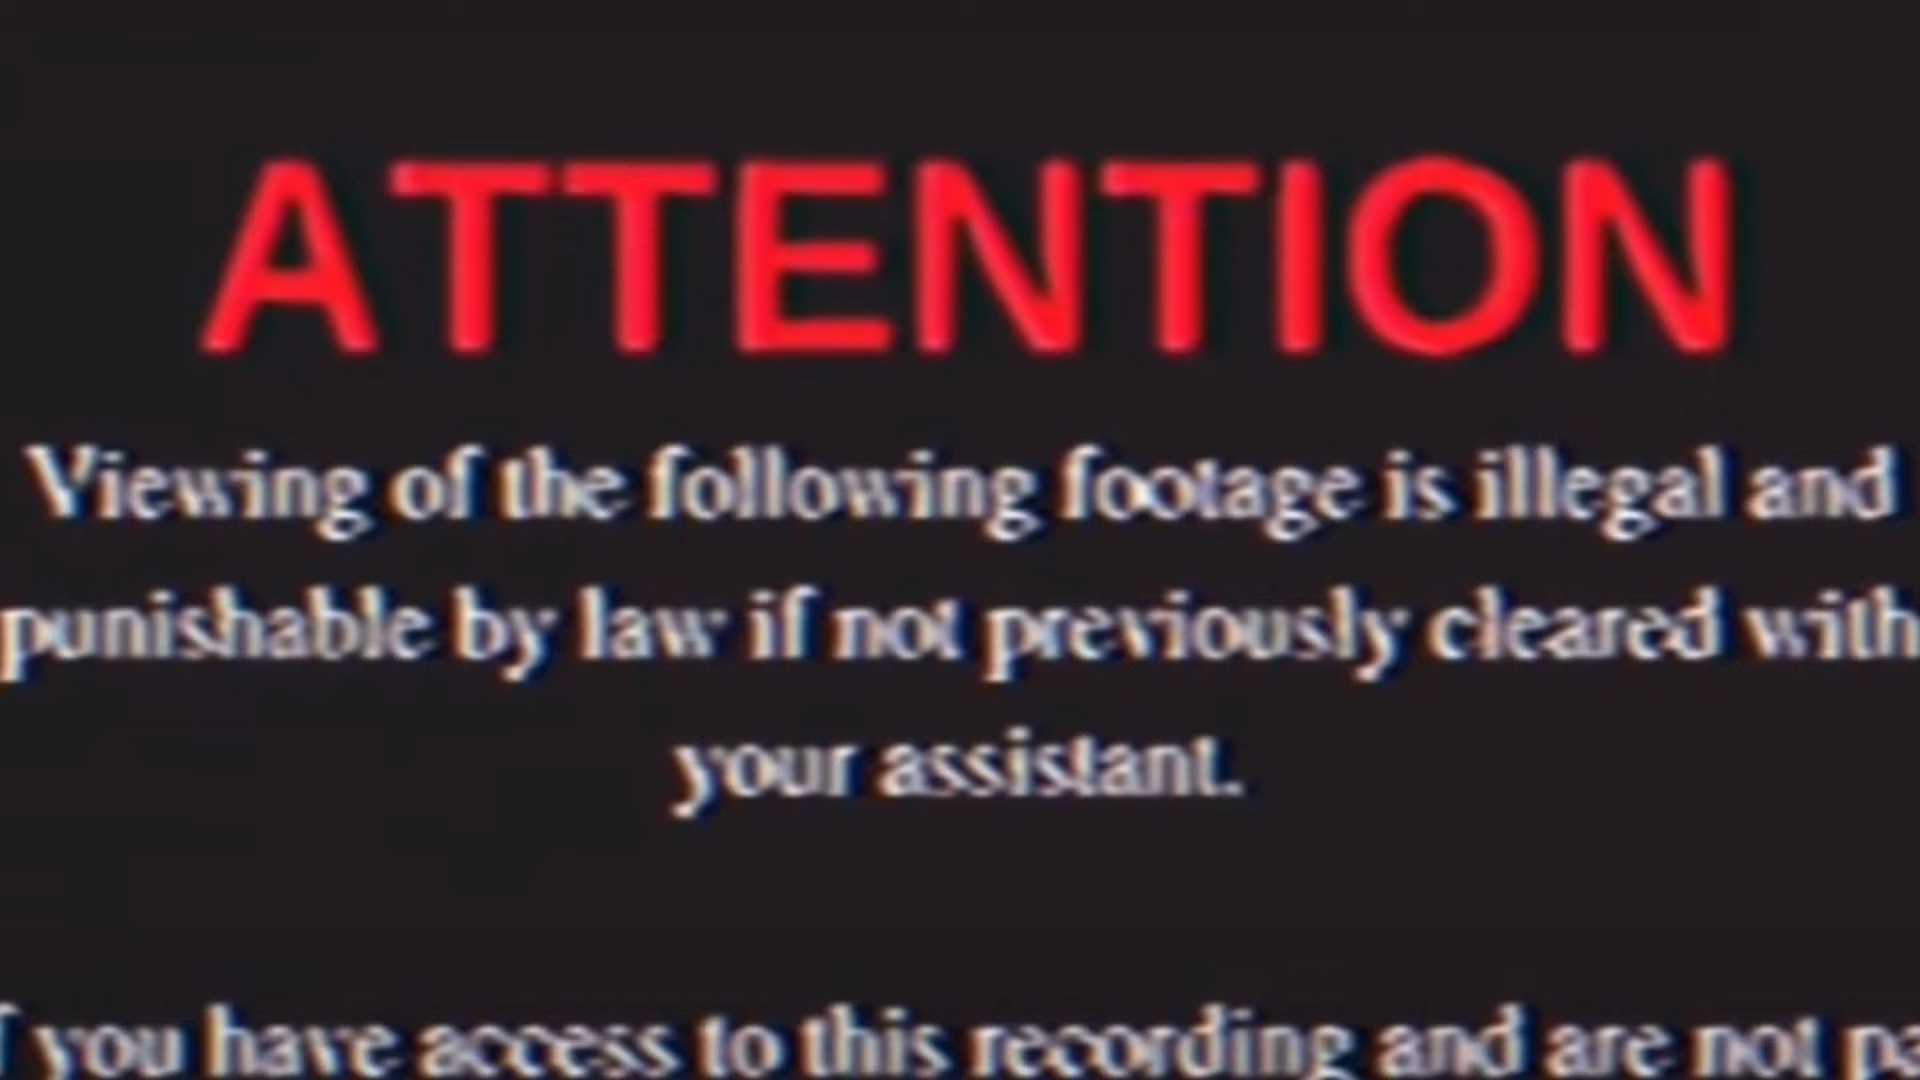 ATTENTION
Viewing of the following footage is illegal and
punishable by law if not previously cleared with
your assistant.
you have access to this recording and are not